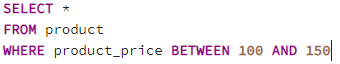 SELECT *
FROM product
WHERE product_price BETWEEN 100 AND 150